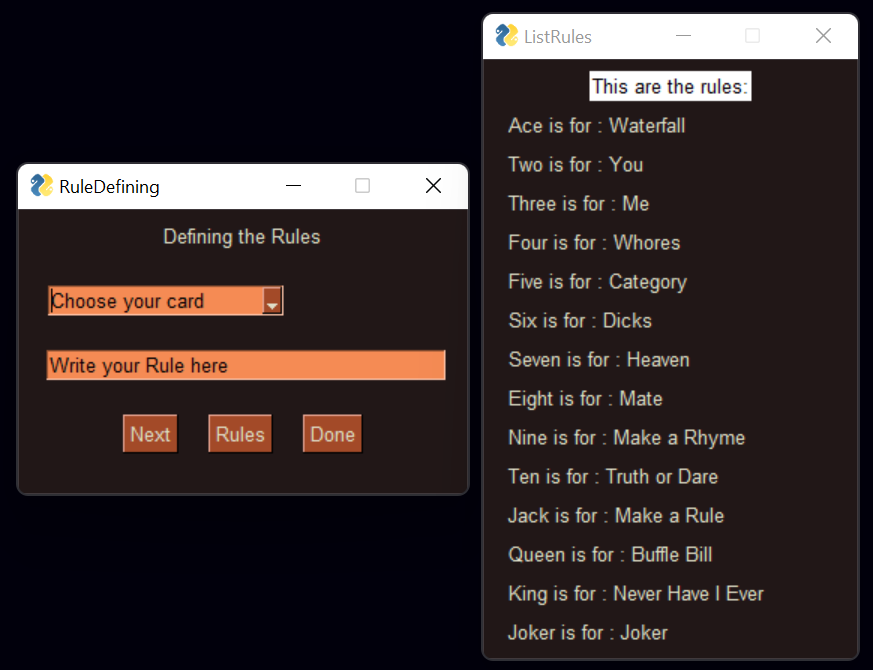 RuleDefining
Defining the Rules
Choose your card
Write your Rule here
Next Rules Done
ListRules
This are the rules:
Ace is for : Waterfall
Two is for : You
Three is for : Me
Four is for : Whores
Five is for : Category
Six is for : Dicks
Seven is for : Heaven
Eight is for : Mate
Nine is for : Make a Rhyme
Ten is for : Truth or Dare
Jack is for : Make a Rule
Queen is for : Buffle Bill
King is for : Never Have I Ever
Joker is for : Joker